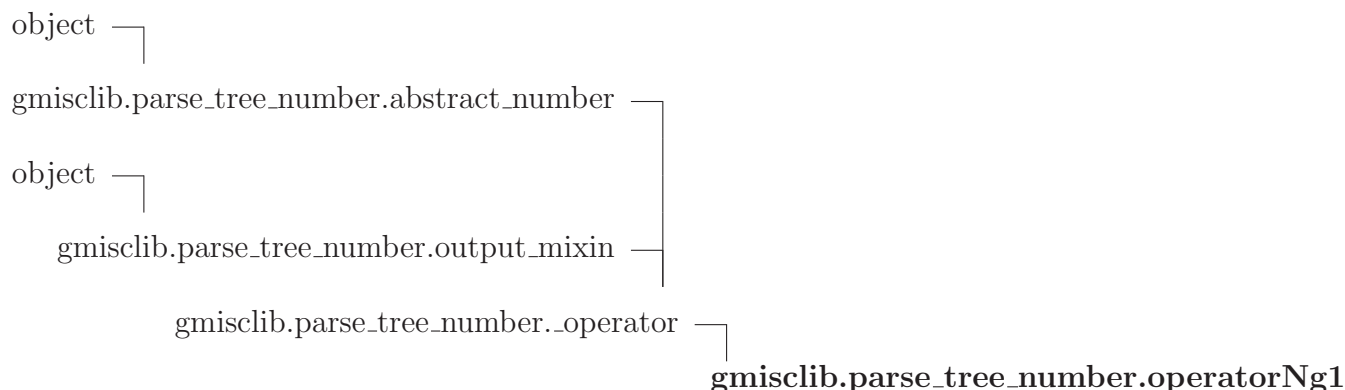 object
gmisclib.parse_tree_number.abstract_number
object
gmisclib.parse_tree_number.output_mixin
gmisclib.parse_tree_number._operator
gmisclib.parse_tree_number.operatorNg1